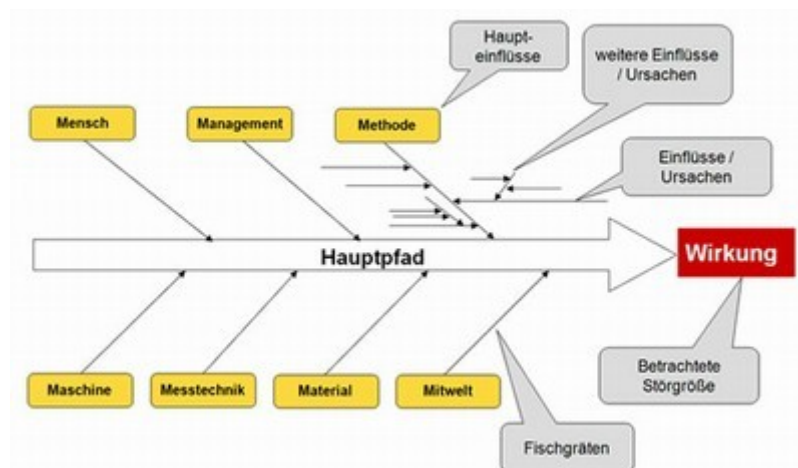 Haupt-
einflüsse
weitere Einflüsse
/ Ursachen
Mensch
Management
Methode
Einflüsse /
Ursachen
Hauptpfad
Wirkung
Maschine
Messtechnik
Material
Mitwelt
Betrachtete
Störgröße
Fischgräten